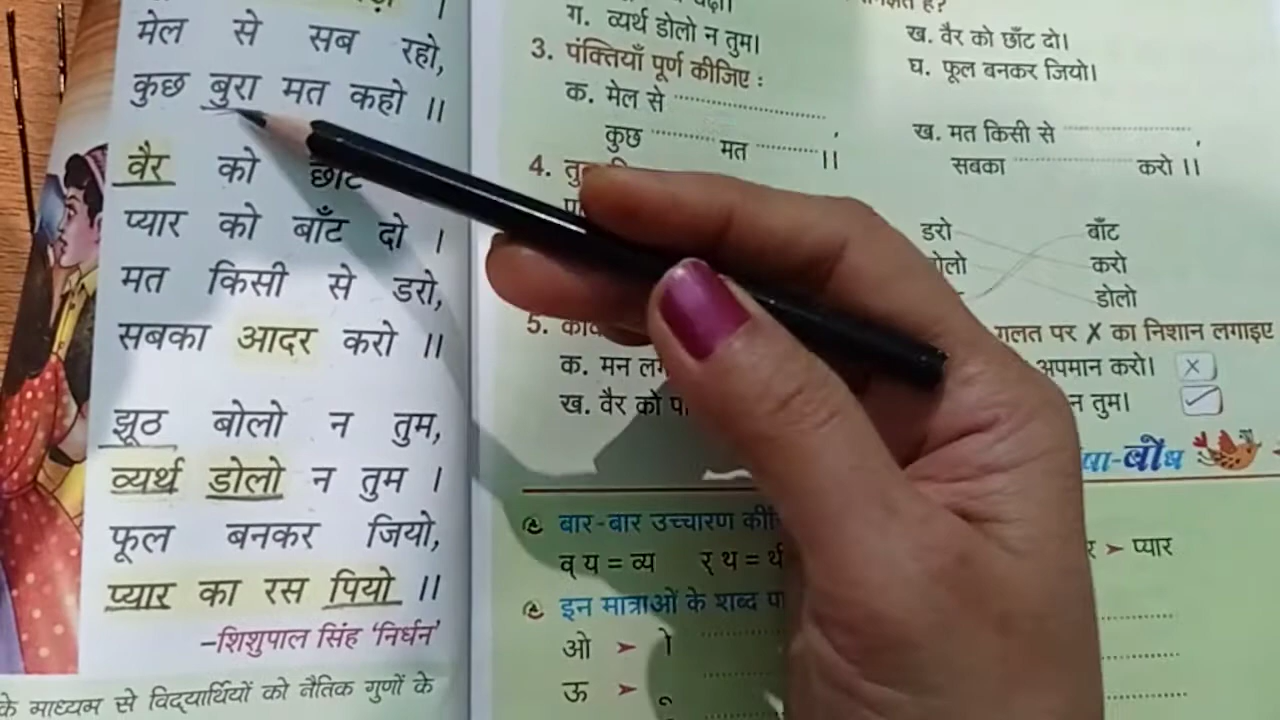 मेल से सब रहो,
कुछ बुरा मत कहो ।।
वैर को छाँट
प्यार को बाँट दो ।
मत किसी से डरो,
सबका आदर करो ।।
झूठ बोलो न तुम,
व्यर्थ डोलो न तुम ।
फूल बनकर जियो,
प्यार का रस पियो ।।
–शिशुपाल सिंह ‘निर्धन’
के माध्यम से विद्यार्थियों को नैतिक गुणों के
ग. व्यर्थ डोलो न तुम।
ख. वैर को छाँट दो।
घ. फूल बनकर जियो।
3. पंक्तियाँ पूर्ण कीजिए :
क. मेल से ........................
कुछ ............ मत ............ ।।
ख. मत किसी से ........................,
सबका ........................ करो ।।
4.
डरो बाँट
करो
डोलो
5.
गलत पर ✗ का निशान लगाइए
क. मन
अपमान करो। ×
ख. वैर को
न तुम। ✓
बार-बार उच्चारण
व् य = व्य र् थ = र्थ
➤ प्यार
इन मात्राओं के शब्द
ओ ➤ ो ........................
ऊ ➤ ू ........................